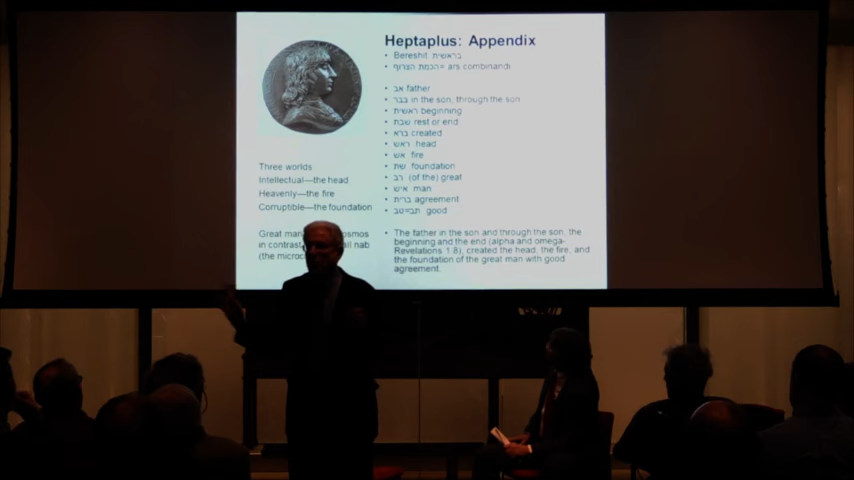 Heptaplus: Appendix
• Bereshit בראשית
• הכמת הצרוף= ars combinandi
• אב father
• בבר in the son; through the son
• ראשית beginning
• שבת rest or end
• ברא created
• ראש head
• אש fire
• שת foundation
• רב (of the) great
• איש man
• ברית agreement
• תב=טב good
• The father in the son and through the son, the
beginning and the end (alpha and omega-
Revelations 1:8), created the head, the fire, and
the foundation of the great man with good
agreement.
Three worlds
Intellectual—the head
Heavenly—the fire
Corruptible—the foundation
Great
in contrast nab
(the